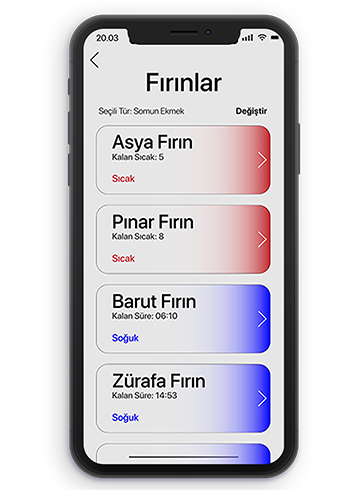 20.03
Fırınlar
Seçili Tür: Somun Ekmek Değiştir
Asya Fırın
Kalan Sıcak: 5
Sıcak
Pınar Fırın
Kalan Sıcak: 8
Sıcak
Barut Fırın
Kalan Süre: 06:10
Soğuk
Zürafa Fırın
Kalan Süre: 14:53
Soğuk